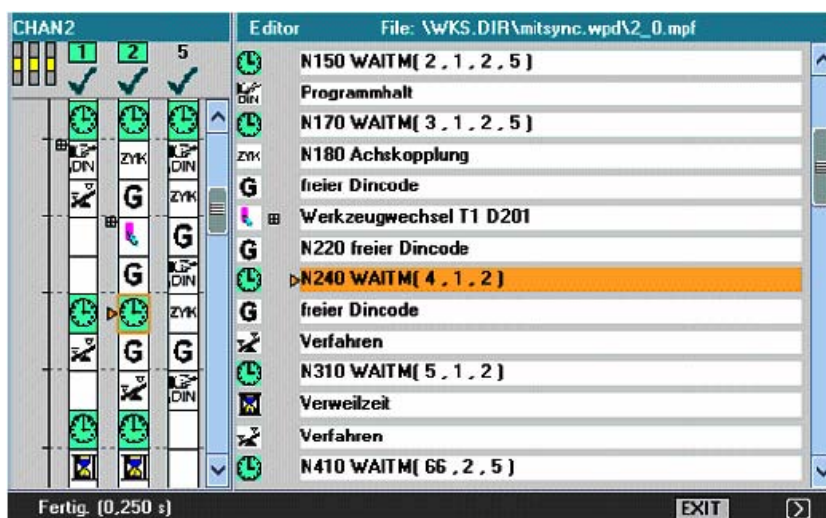 CHAN2
Editor File: \WKS.DIR\mitsync.wpd\2_0.mpf
1 2 5
N150 WAITM( 2 , 1 , 2 , 5 )
DIN Programmhalt
N170 WAITM( 3 , 1 , 2 , 5 )
DIN ZYK DIN
ZYK N180 Achskopplung
G ZYK
G freier Dincode
G
Werkzeugwechsel T1 D201
G DIN
G N220 freier Dincode
ZYK
N240 WAITM( 4 , 1 , 2 )
G G
G freier Dincode
DIN
Verfahren
N310 WAITM( 5 , 1 , 2 )
Verweilzeit
Verfahren
N410 WAITM( 66 , 2 , 5 )
Fertig. (0,250 s) EXIT